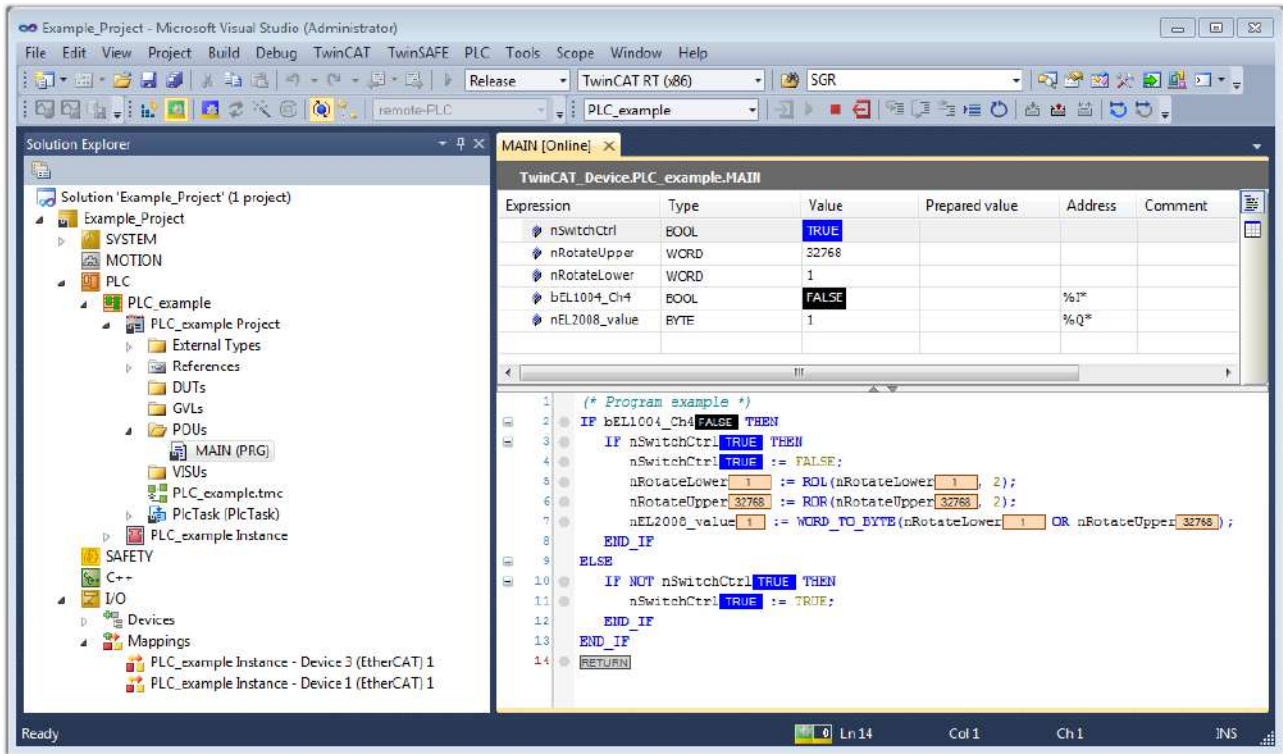 Example_Project - Microsoft Visual Studio (Administrator)
File Edit View Project Build Debug TwinCAT TwinSAFE PLC Tools Scope Window Help
Release TwinCAT RT (x86) SGR
remote-PLC PLC_example
Solution Explorer
MAIN [Online]
Solution 'Example_Project' (1 project)
Example_Project
SYSTEM
MOTION
PLC
PLC_example
PLC_example Project
External Types
References
DUTs
GVLs
POUs
MAIN (PRG)
VISUs
PLC_example.tmc
PlcTask (PlcTask)
PLC_example Instance
SAFETY
C++
I/O
Devices
Mappings
PLC_example Instance - Device 3 (EtherCAT) 1
PLC_example Instance - Device 1 (EtherCAT) 1
TwinCAT_Device.PLC_example.MAIN
Expression Type Value Prepared value Address Comment
nSwitchCtrl BOOL TRUE
nRotateUpper WORD 32768
nRotateLower WORD 1
bEL1004_Ch4 BOOL FALSE %I*
nEL2008_value BYTE 1 %Q*
1 (* Program example *)
2 IF bEL1004_Ch4 FALSE THEN
3 IF nSwitchCtrl TRUE THEN
4 nSwitchCtrl TRUE := FALSE;
5 nRotateLower 1 := ROL(nRotateLower 1 , 2);
6 nRotateUpper 32768 := ROR(nRotateUpper 32768 , 2);
7 nEL2008_value 1 := WORD_TO_BYTE(nRotateLower 1 OR nRotateUpper 32768 );
8 END_IF
9 ELSE
10 IF NOT nSwitchCtrl TRUE THEN
11 nSwitchCtrl TRUE := TRUE;
12 END_IF
13 END_IF
14 RETURN
Ready 0 Ln 14 Col 1 Ch 1 INS